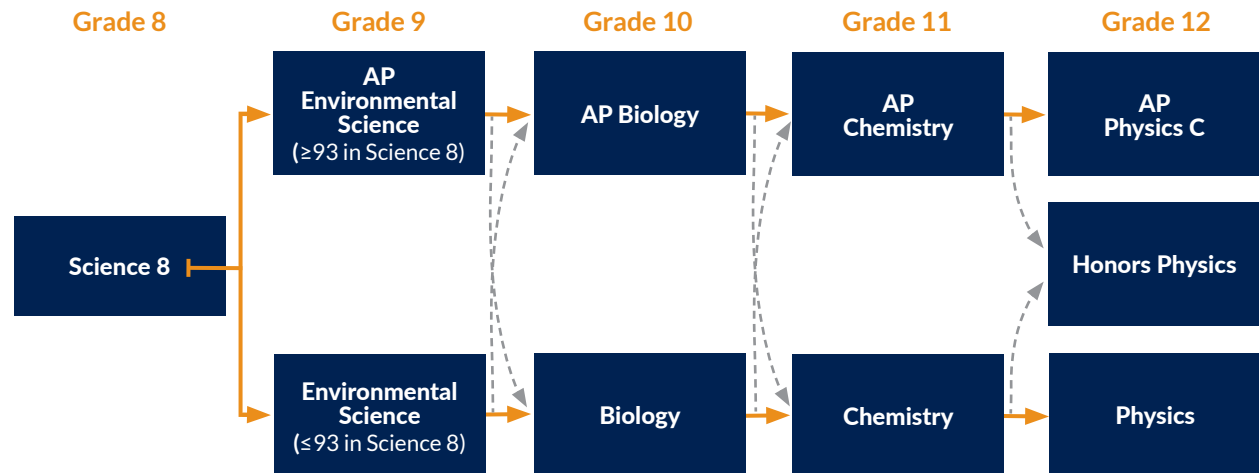 Grade 8
Grade 9
Grade 10
Grade 11
Grade 12
AP
Environmental
Science
(≥93 in Science 8)
AP Biology
AP
Chemistry
AP
Physics C
Science 8
Honors Physics
Environmental
Science
(≤93 in Science 8)
Biology
Chemistry
Physics